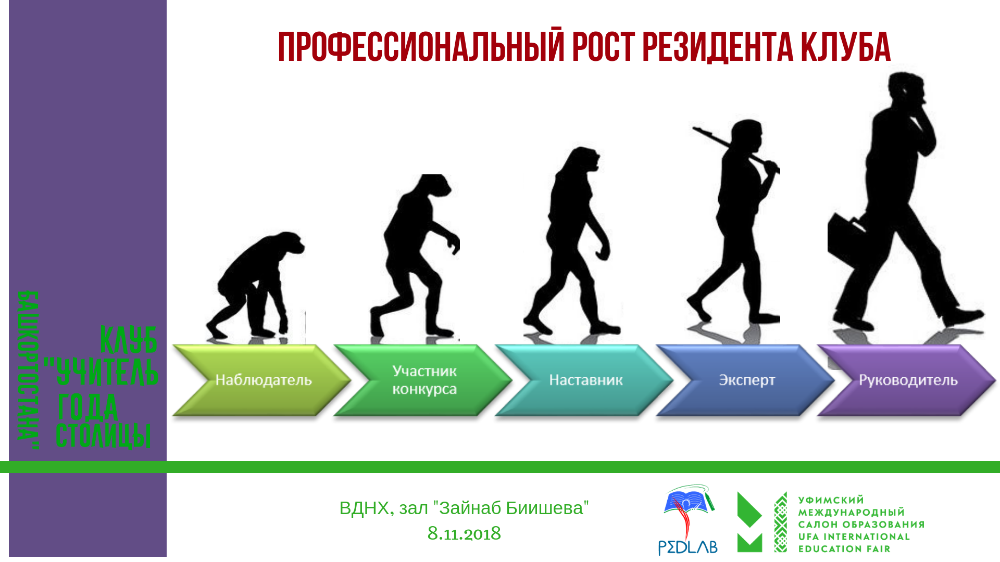 ПРОФЕССИОНАЛЬНЫЙ РОСТ РЕЗИДЕНТА КЛУБА
Наблюдатель
Участник
конкурса
Наставник
Эксперт
Руководитель
КЛУБ
"УЧИТЕЛЬ
ГОДА
СТОЛИЦЫ
БАШКОРТОСТАНА"
ВДНХ, зал "Зайнаб Биишева"
8.11.2018
PEDLAB
УФИМСКИЙ
МЕЖДУНАРОДНЫЙ
САЛОН ОБРАЗОВАНИЯ
UFA INTERNATIONAL
EDUCATION FAIR